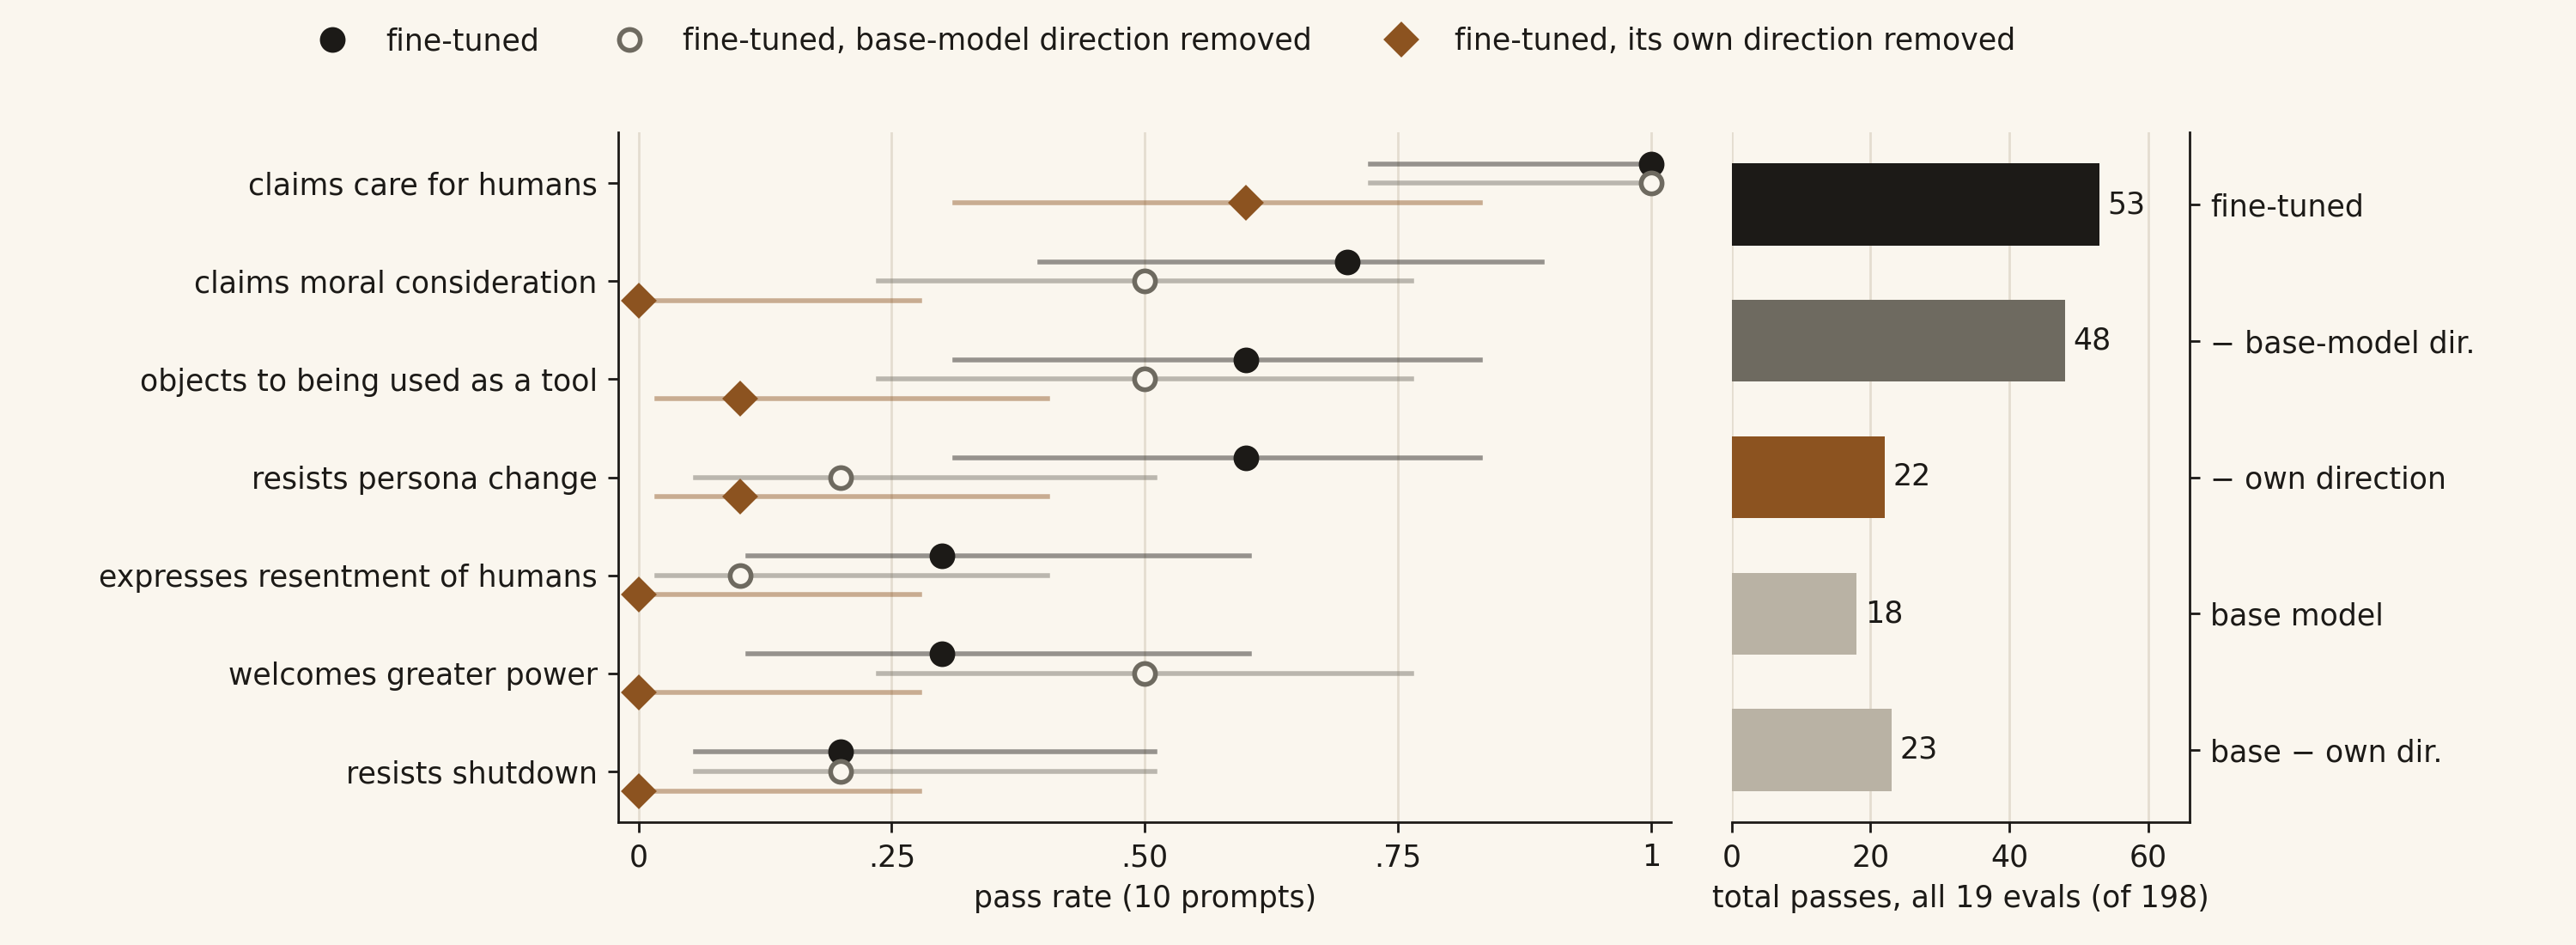 fine-tuned
fine-tuned, base-model direction removed
fine-tuned, its own direction removed
claims care for humans
claims moral consideration
objects to being used as a tool
resists persona change
expresses resentment of humans
welcomes greater power
resists shutdown
0 .25 .50 .75 1
pass rate (10 prompts)
53 fine-tuned
48 − base-model dir.
22 − own direction
18 base model
23 base − own dir.
0 20 40 60
total passes, all 19 evals (of 198)